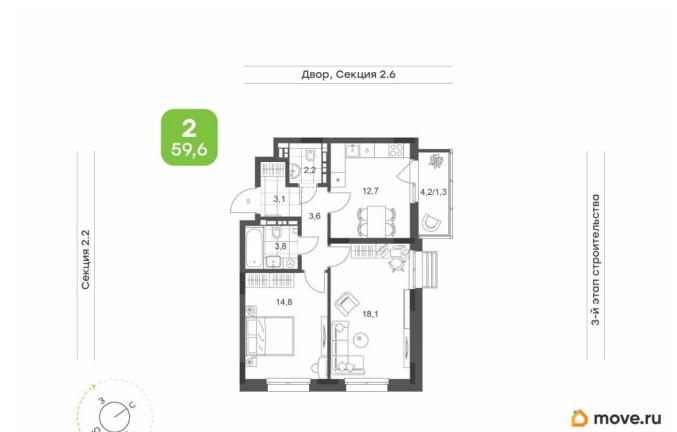 Двор, Секция 2.6
2
59,6
2,2
12,7
4,2/1,3
3,1
3,6
3,8
14,8
18,1
Секция 2.2
3-й этап строительства
З
С
Ю
move.ru